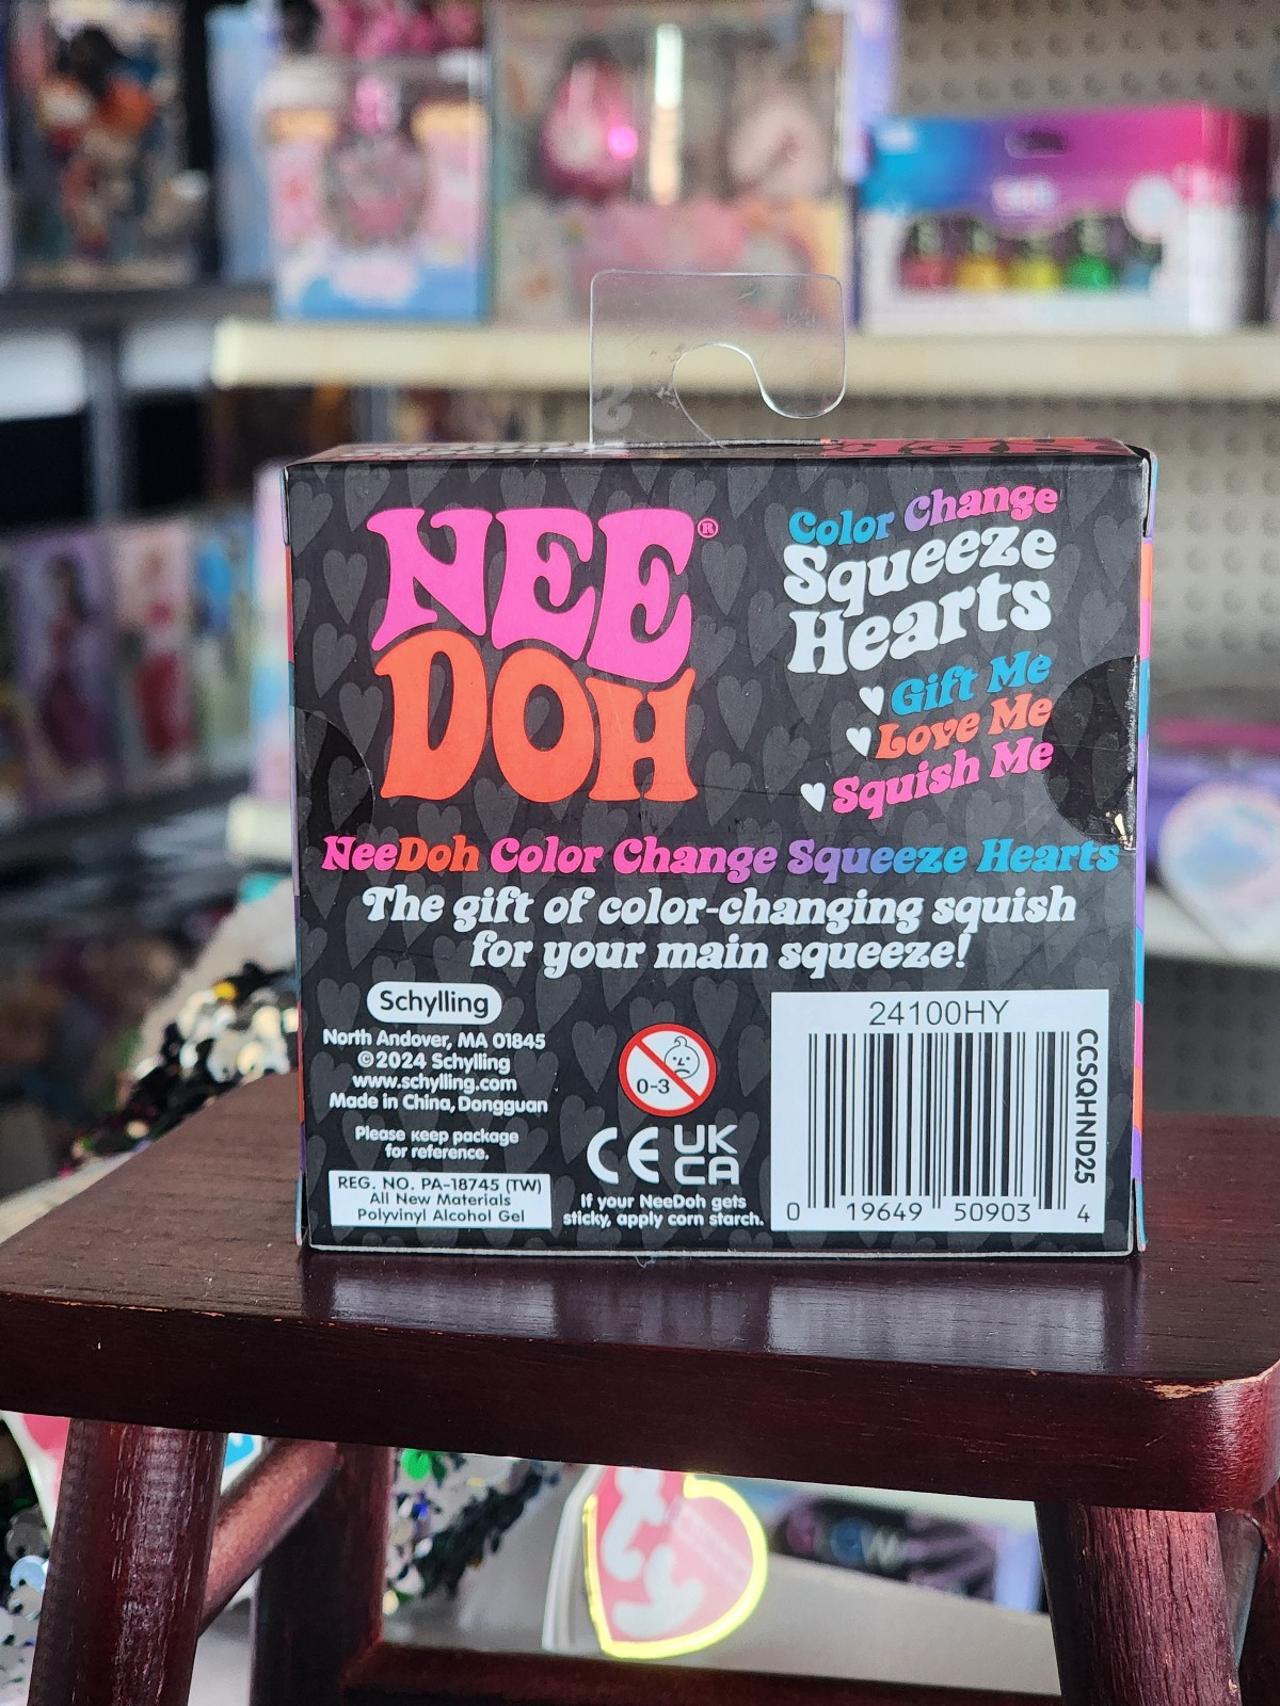 NEE®
DOH
Color Change
Squeeze
Hearts
Gift Me
Love Me
Squish Me
NeeDoh Color Change Squeeze Hearts
The gift of color-changing squish
for your main squeeze!
Schylling
North Andover, MA 01845
©2024 Schylling
www.schylling.com
Made in China, Dongguan
Please keep package
for reference.
REG. NO. PA-18745 (TW)
All New Materials
Polyvinyl Alcohol Gel
0-3
CE UK
CA
If your NeeDoh gets
sticky, apply corn starch.
24100HY
CCSQHND25
0 19649 50903 4
ty